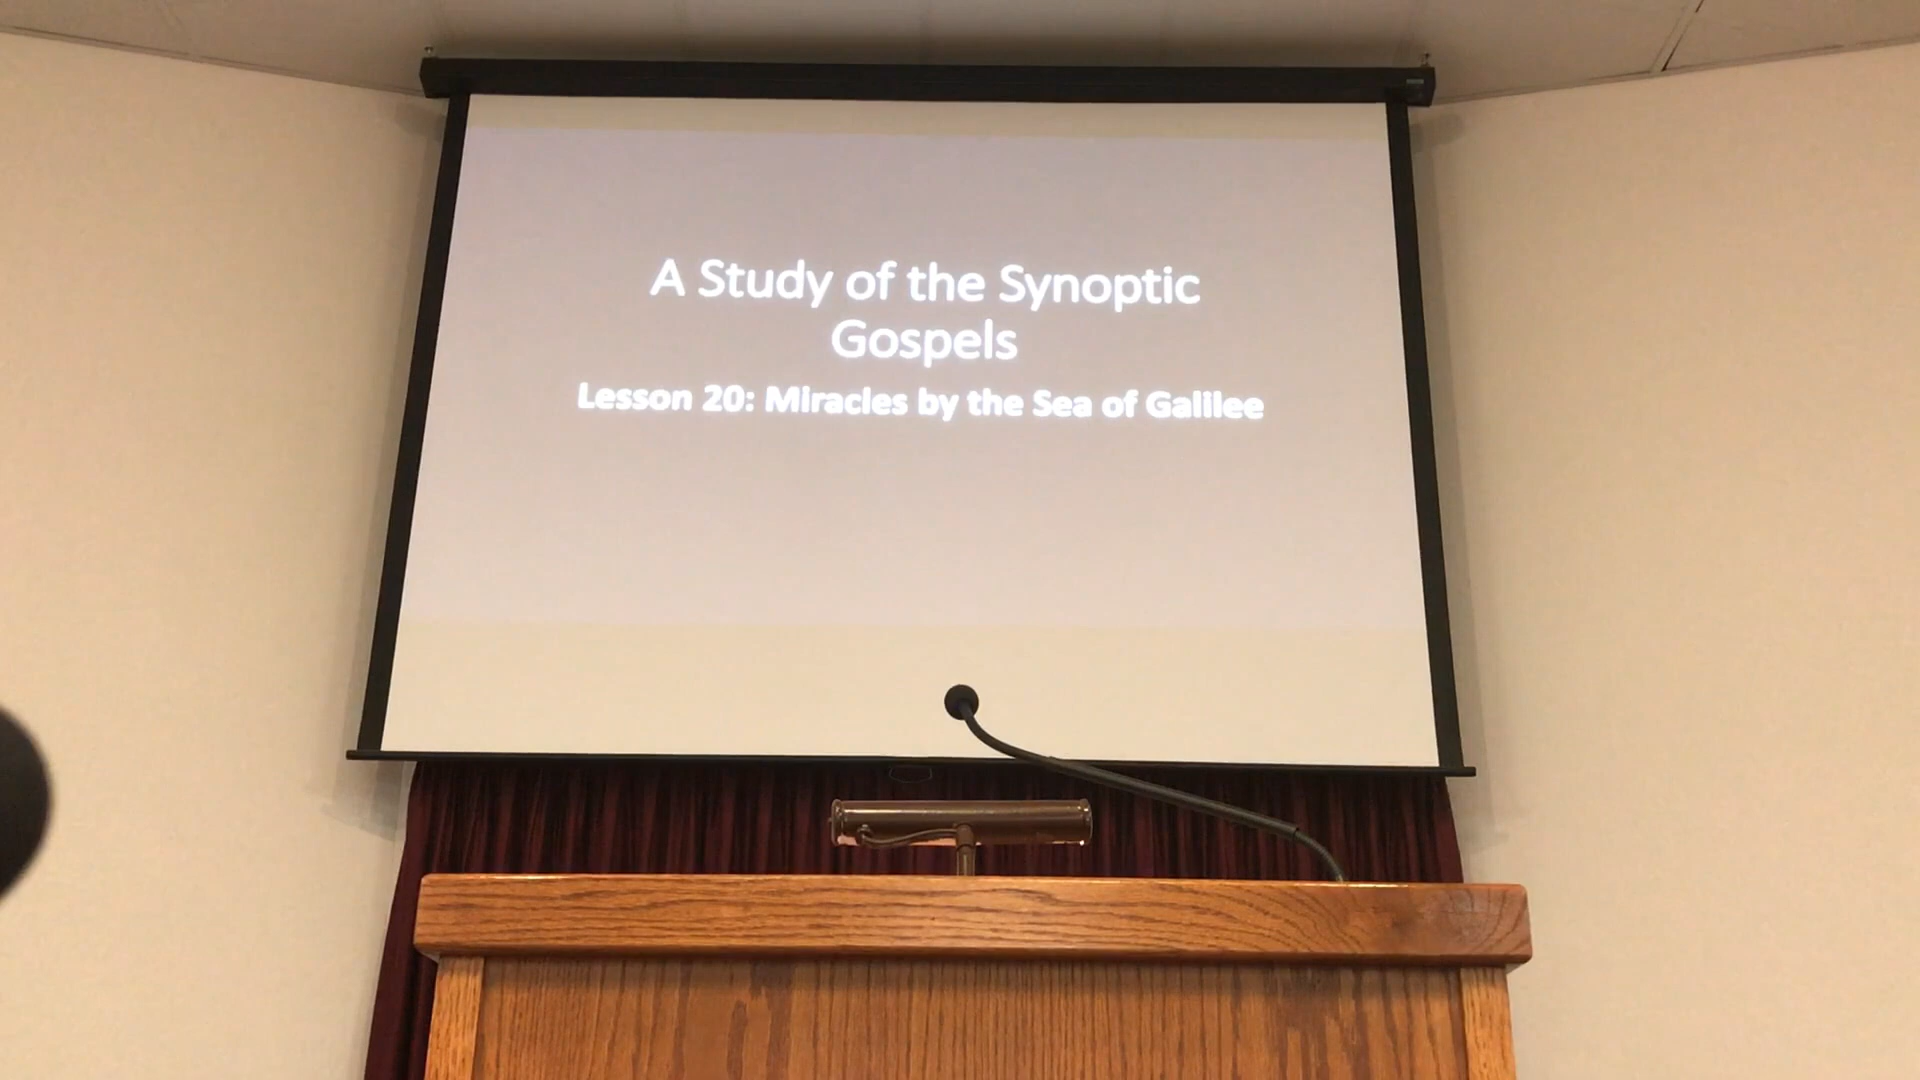 A Study of the Synoptic
Gospels
Lesson 20: Miracles by the Sea of Galilee